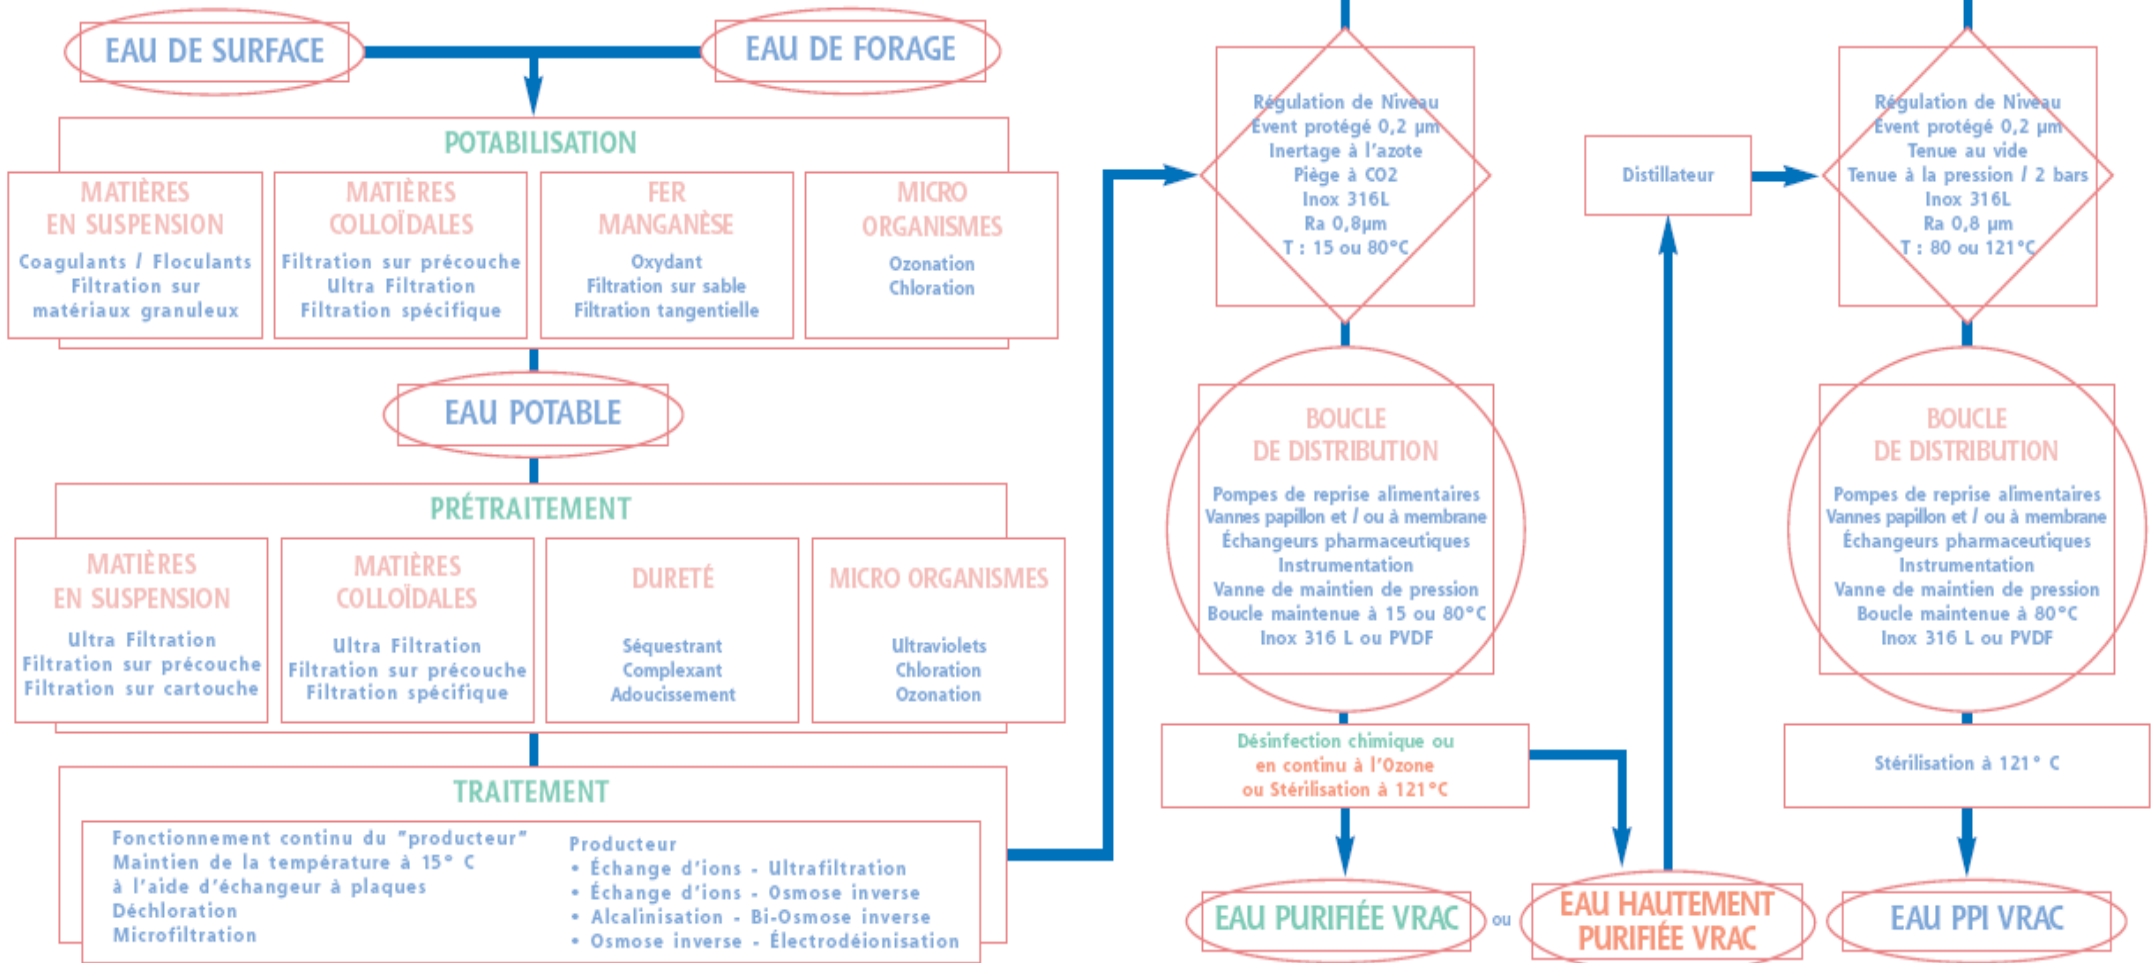 EAU DE SURFACE
EAU DE FORAGE
POTABILISATION
MATIÈRES
EN SUSPENSION
Coagulants / Floculants
Filtration sur
matériaux granuleux
MATIÈRES
COLLOÏDALES
Filtration sur précouche
Ultra Filtration
Filtration spécifique
FER
MANGANÈSE
Oxydant
Filtration sur sable
Filtration tangentielle
MICRO
ORGANISMES
Ozonation
Chloration
EAU POTABLE
PRÉTRAITEMENT
MATIÈRES
EN SUSPENSION
Ultra Filtration
Filtration sur précouche
Filtration sur cartouche
MATIÈRES
COLLOÏDALES
Ultra Filtration
Filtration sur précouche
Filtration spécifique
DURETÉ
Séquestrant
Complexant
Adoucissement
MICRO ORGANISMES
Ultraviolets
Chloration
Ozonation
TRAITEMENT
Fonctionnement continu du "producteur"
Maintien de la température à 15° C
à l'aide d'échangeur à plaques
Déchloration
Microfiltration
Producteur
• Échange d'ions - Ultrafiltration
• Échange d'ions - Osmose inverse
• Alcalinisation - Bi-Osmose inverse
• Osmose inverse - Électrodéionisation
Régulation de Niveau
Évent protégé 0,2 µm
Inertage à l'azote
Piège à CO2
Inox 316L
Ra 0,8µm
T : 15 ou 80°C
BOUCLE
DE DISTRIBUTION
Pompes de reprise alimentaires
Vannes papillon et / ou à membrane
Échangeurs pharmaceutiques
Instrumentation
Vanne de maintien de pression
Boucle maintenue à 15 ou 80°C
Inox 316 L ou PVDF
Désinfection chimique ou
en continu à l'Ozone
ou Stérilisation à 121°C
EAU PURIFIÉE VRAC
ou
EAU HAUTEMENT
PURIFIÉE VRAC
Distillateur
Régulation de Niveau
Évent protégé 0,2 µm
Tenue au vide
Tenue à la pression / 2 bars
Inox 316L
Ra 0,8 µm
T : 80 ou 121°C
BOUCLE
DE DISTRIBUTION
Pompes de reprise alimentaires
Vannes papillon et / ou à membrane
Échangeurs pharmaceutiques
Instrumentation
Vanne de maintien de pression
Boucle maintenue à 80°C
Inox 316 L ou PVDF
Stérilisation à 121° C
EAU PPI VRAC